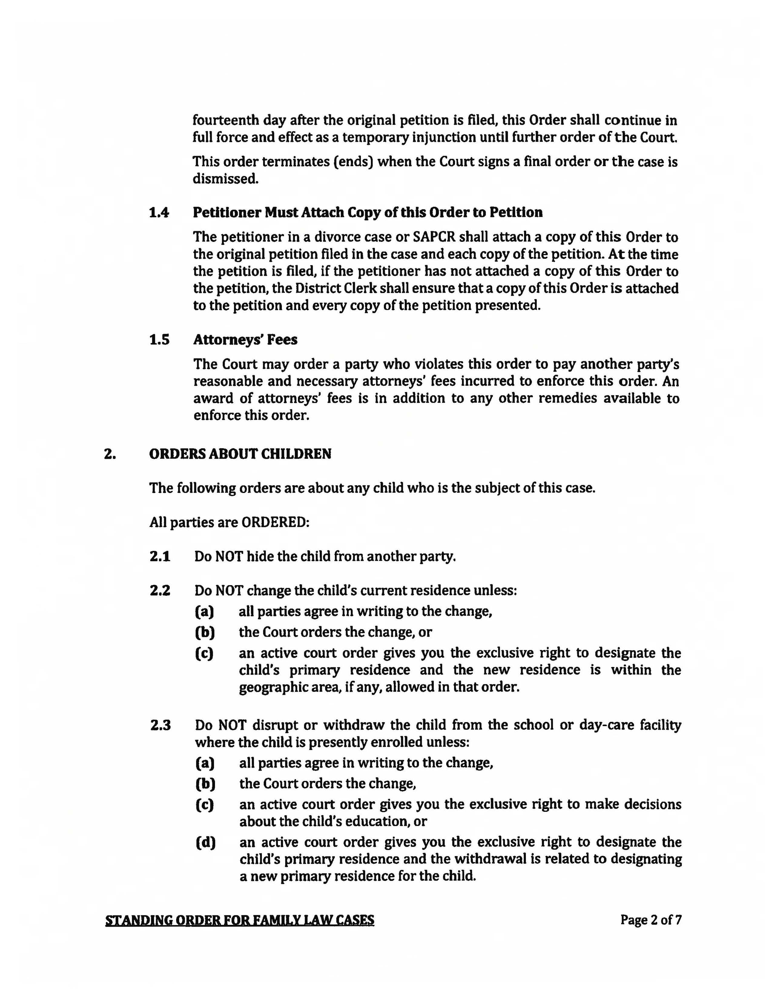 fourteenth day after the original petition is filed, this Order shall continue in
full force and effect as a temporary injunction until further order of the Court.
This order terminates (ends) when the Court signs a final order or the case is
dismissed.
1.4 Petitioner Must Attach Copy of this Order to Petition
The petitioner in a divorce case or SAPCR shall attach a copy of this Order to
the original petition filed in the case and each copy of the petition. At the time
the petition is filed, if the petitioner has not attached a copy of this Order to
the petition, the District Clerk shall ensure that a copy of this Order is attached
to the petition and every copy of the petition presented.
1.5 Attorneys' Fees
The Court may order a party who violates this order to pay another party's
reasonable and necessary attorneys' fees incurred to enforce this order. An
award of attorneys' fees is in addition to any other remedies available to
enforce this order.
2. ORDERS ABOUT CHILDREN
The following orders are about any child who is the subject of this case.
All parties are ORDERED:
2.1 Do NOT hide the child from another party.
2.2 Do NOT change the child's current residence unless:
(a) all parties agree in writing to the change,
(b) the Court orders the change, or
(c) an active court order gives you the exclusive right to designate the
child's primary residence and the new residence is within the
geographic area, if any, allowed in that order.
2.3 Do NOT disrupt or withdraw the child from the school or day-care facility
where the child is presently enrolled unless:
(a) all parties agree in writing to the change,
(b) the Court orders the change,
(c) an active court order gives you the exclusive right to make decisions
about the child's education, or
(d) an active court order gives you the exclusive right to designate the
child's primary residence and the withdrawal is related to designating
a new primary residence for the child.
STANDING ORDER FOR FAMILY LAW CASES Page 2 of 7